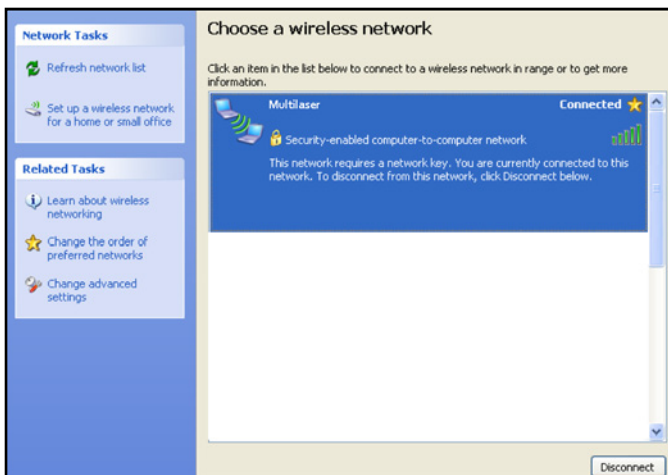 Network Tasks
Refresh network list
Set up a wireless network
for a home or small office
Related Tasks
Learn about wireless
networking
Change the order of
preferred networks
Change advanced
settings
Choose a wireless network
Click an item in the list below to connect to a wireless network in range or to get more
information.
Multilaser Connected
Security-enabled computer-to-computer network
This network requires a network key. You are currently connected to this
network. To disconnect from this network, click Disconnect below.
Disconnect